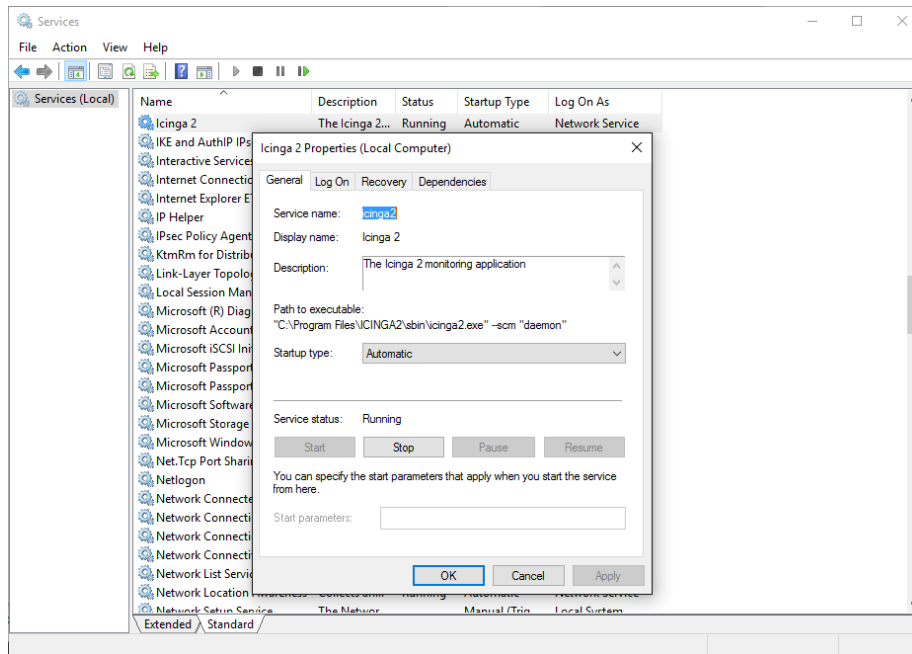 Services
File Action View Help
Services (Local)
Name Description Status Startup Type Log On As
Icinga 2 The Icinga 2... Running Automatic Network Service
IKE and AuthIP IPs
Interactive Services
Internet Connectio
Internet Explorer E
IP Helper
IPsec Policy Agent
KtmRm for Distrib
Link-Layer Topolo
Local Session Man
Microsoft (R) Diag
Microsoft Account
Microsoft iSCSI Ini
Microsoft Passport
Microsoft Passport
Microsoft Software
Microsoft Storage
Microsoft Window
Net.Tcp Port Shari
Netlogon
Network Connecte
Network Connecti
Network Connecti
Network Connecti
Network List Servic
Network Location Awareness Collects an... Running Automatic Network Service
Network Setup Service The Networ Manual (Trig Local System
Extended Standard
Icinga 2 Properties (Local Computer)
General Log On Recovery Dependencies
Service name: icinga2
Display name: Icinga 2
Description: The Icinga 2 monitoring application
Path to executable:
"C:\Program Files\ICINGA2\sbin\icinga2.exe" --scm "daemon"
Startup type: Automatic
Service status: Running
Start Stop Pause Resume
You can specify the start parameters that apply when you start the service
from here.
Start parameters:
OK Cancel Apply